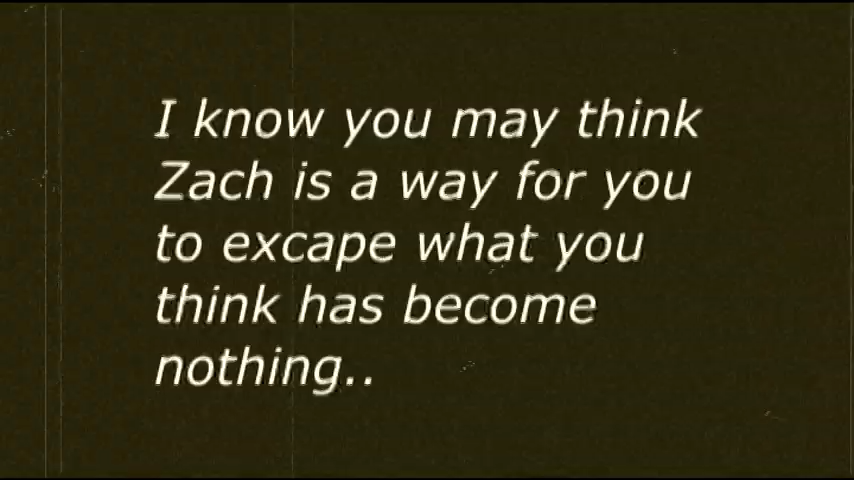 I know you may think
Zach is a way for you
to excape what you
think has become
nothing..